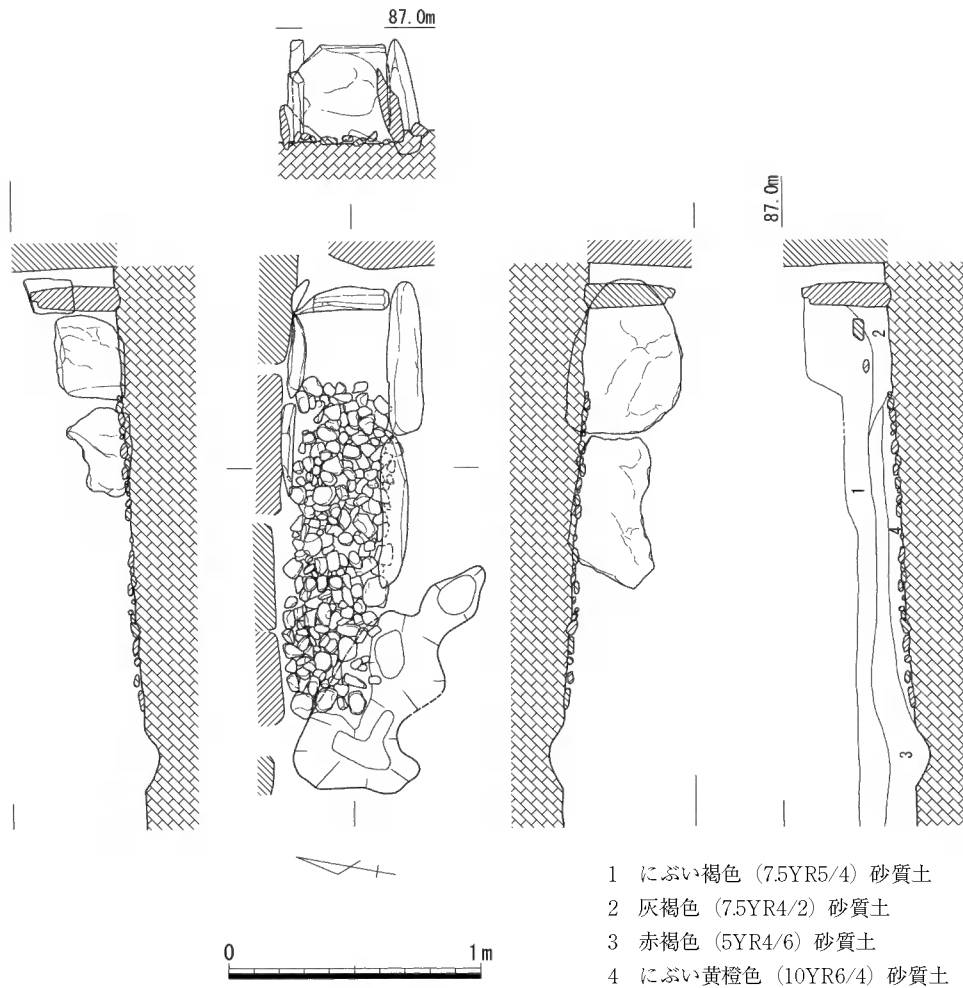 87.0m
87.0m
1
2
4
3
0 1m
1 にぶい褐色 (7.5YR5/4) 砂質土
2 灰褐色 (7.5YR4/2) 砂質土
3 赤褐色 (5YR4/6) 砂質土
4 にぶい黄橙色 (10YR6/4) 砂質土